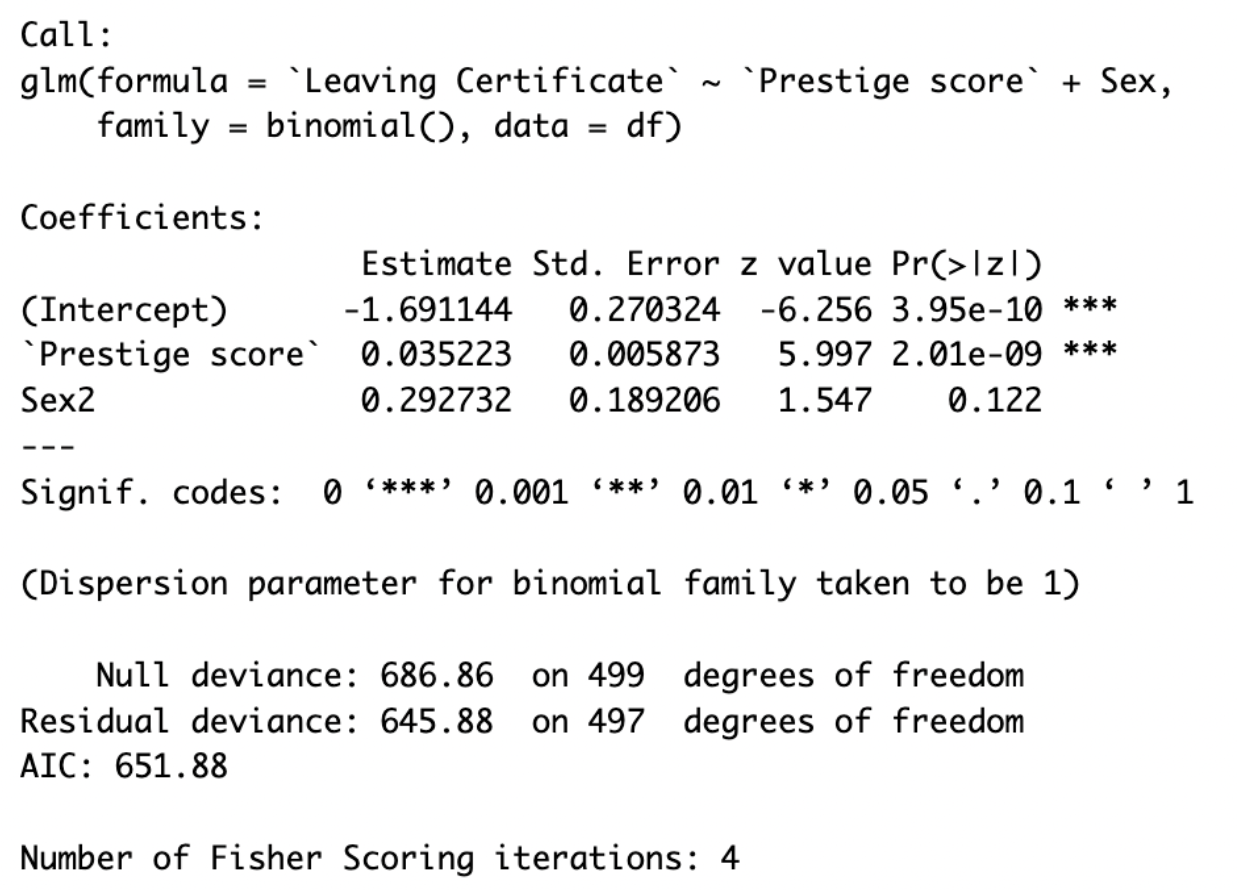 Call:
glm(formula = `Leaving Certificate` ~ `Prestige score` + Sex,
    family = binomial(), data = df)

Coefficients:
                  Estimate Std. Error z value Pr(>|z|)
(Intercept)      -1.691144   0.270324  -6.256 3.95e-10 ***
`Prestige score`  0.035223   0.005873   5.997 2.01e-09 ***
Sex2              0.292732   0.189206   1.547    0.122
---
Signif. codes:  0 ‘***’ 0.001 ‘**’ 0.01 ‘*’ 0.05 ‘.’ 0.1 ‘ ’ 1

(Dispersion parameter for binomial family taken to be 1)

    Null deviance: 686.86  on 499  degrees of freedom
Residual deviance: 645.88  on 497  degrees of freedom
AIC: 651.88

Number of Fisher Scoring iterations: 4